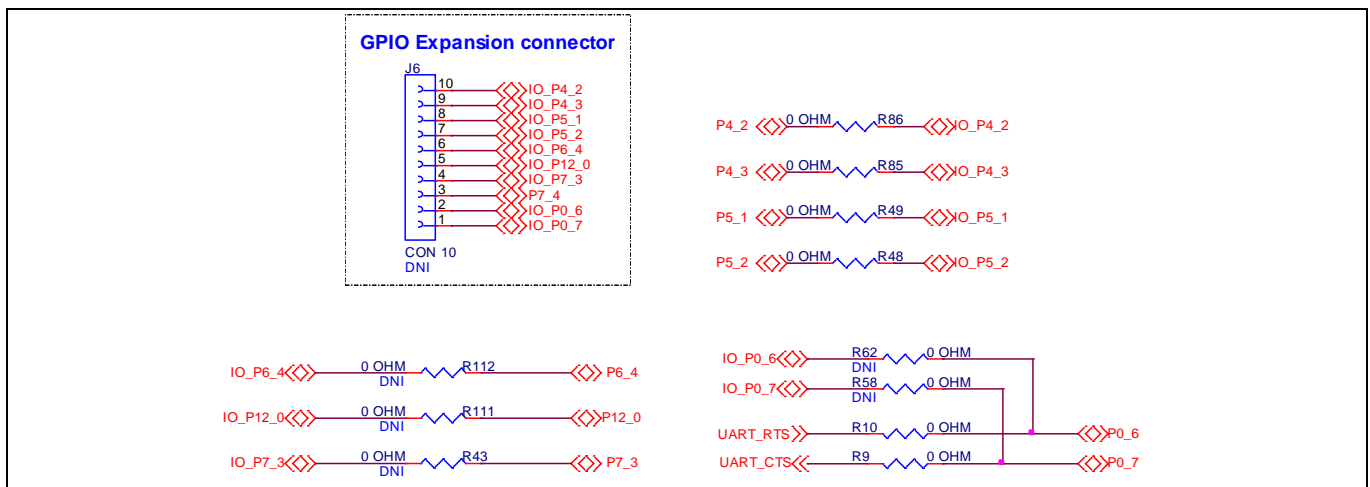 GPIO Expansion connector
J6
10 IO_P4_2
9 IO_P4_3
8 IO_P5_1
7 IO_P5_2
6 IO_P6_4
5 IO_P12_0
4 IO_P7_3
3 P7_4
2 IO_P0_6
1 IO_P0_7
CON 10
DNI
P4_2 0 OHM R86 IO_P4_2
P4_3 0 OHM R85 IO_P4_3
P5_1 0 OHM R49 IO_P5_1
P5_2 0 OHM R48 IO_P5_2
IO_P6_4 0 OHM R112 P6_4
DNI
IO_P12_0 0 OHM R111 P12_0
DNI
IO_P7_3 0 OHM R43 P7_3
DNI
IO_P0_6 R62 0 OHM
DNI
IO_P0_7 R58 0 OHM
DNI
UART_RTS R10 0 OHM P0_6
UART_CTS R9 0 OHM P0_7